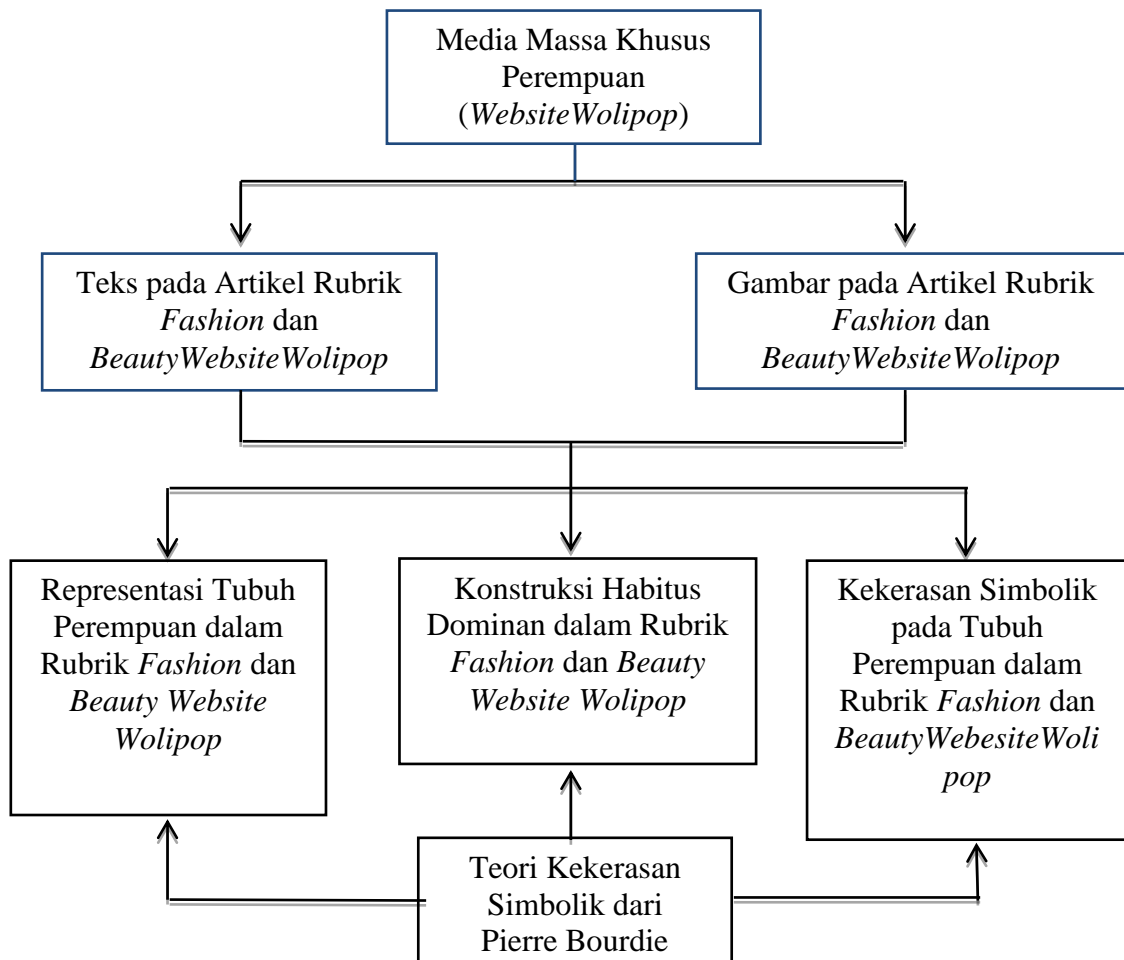 Media Massa Khusus
Perempuan
(WebsiteWolipop)
Teks pada Artikel Rubrik
Fashion dan
BeautyWebsiteWolipop
Gambar pada Artikel Rubrik
Fashion dan
BeautyWebsiteWolipop
Representasi Tubuh
Perempuan dalam
Rubrik Fashion dan
Beauty Website
Wolipop
Konstruksi Habitus
Dominan dalam Rubrik
Fashion dan Beauty
Website Wolipop
Kekerasan Simbolik
pada Tubuh
Perempuan dalam
Rubrik Fashion dan
BeautyWebesiteWoli
pop
Teori Kekerasan
Simbolik dari
Pierre Bourdie